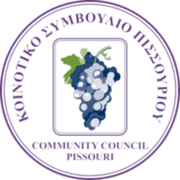 ΚΟΙΝΟΤΙΚΟ ΣΥΜΒΟΥΛΙΟ ΠΙΣΣΟΥΡΙΟΥ
COMMUNITY COUNCIL
PISSOURI